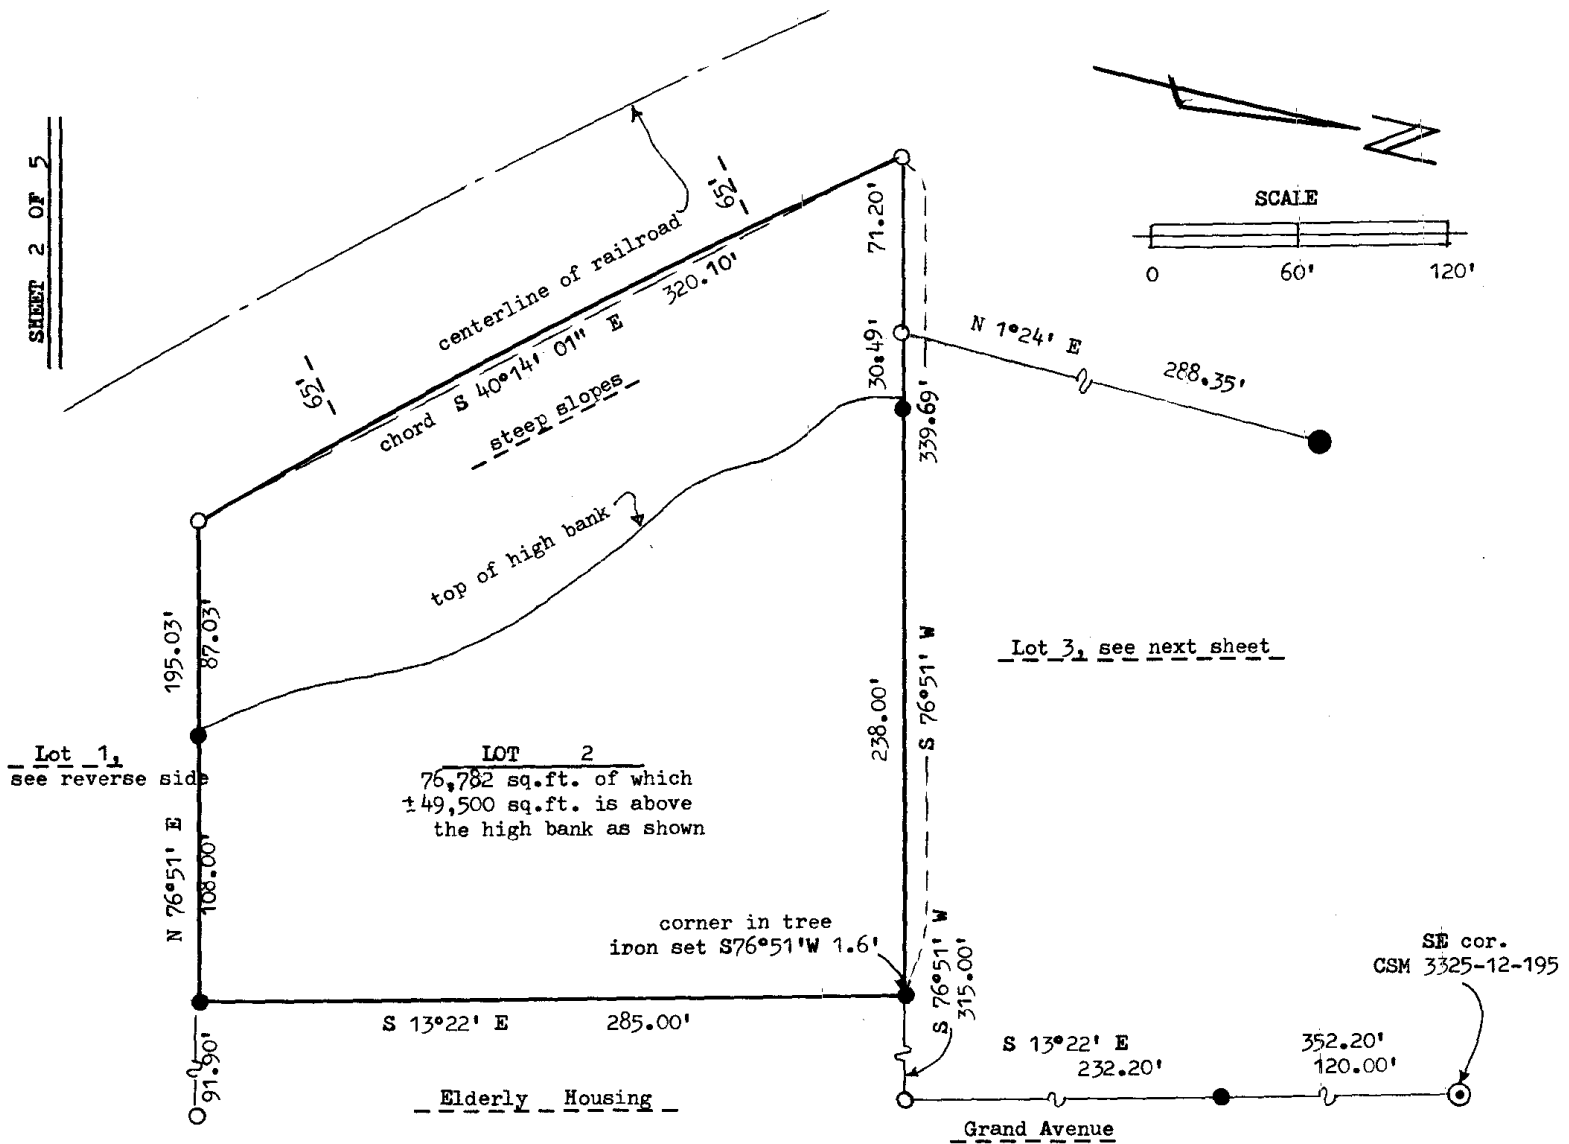 SHEET 2 OF 5
SCALE
0 60' 120'
centerline of railroad
65'
65'
chord S 40°14' 01" E 320.10'
steep slopes
top of high bank
71.20'
30.49'
339.69'
N 1°24' E 288.35'
195.03'
87.03'
238.00'
S 76°51' W
Lot 3, see next sheet
Lot 1,
see reverse side
LOT 2
76,782 sq.ft. of which
±49,500 sq.ft. is above
the high bank as shown
N 76°51' E
108.00'
corner in tree
iron set S76°51'W 1.6'
S 76°51' W
315.00'
SE cor.
CSM 3325-12-195
S 13°22' E 285.00'
91.90'
Elderly Housing
S 13°22' E 352.20'
232.20' 120.00'
Grand Avenue
N